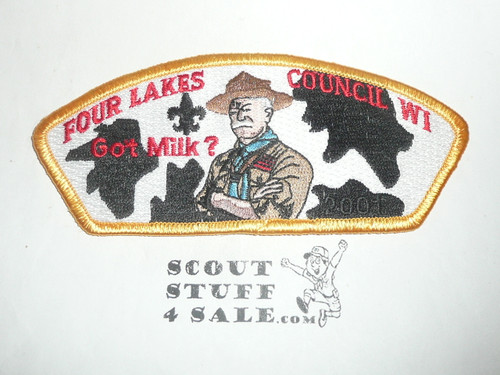 FOUR LAKES COUNCIL WI
Got Milk?
2001
SCOUT
STUFF
4 SALE.COM